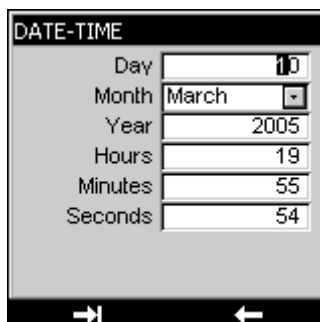 DATE-TIME
Day 10
Month March
Year 2005
Hours 19
Minutes 55
Seconds 54